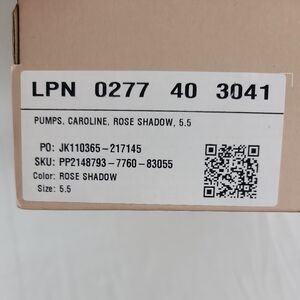 LPN 0277 40 3041
PUMPS, CAROLINE, ROSE SHADOW, 5.5
PO: JK110365-217145
SKU: PP2148793-7760-83055
Color: ROSE SHADOW
Size: 5.5